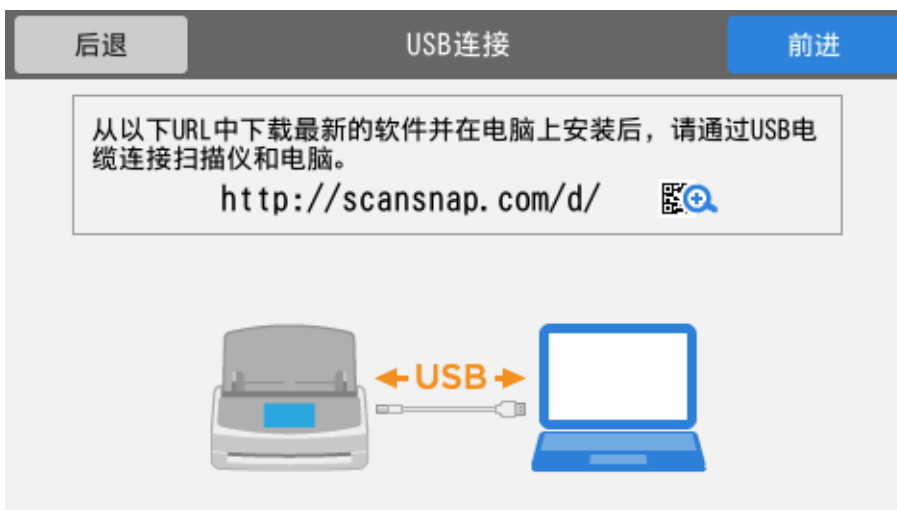 后退
USB连接
前进
从以下URL中下载最新的软件并在电脑上安装后，请通过USB电
缆连接扫描仪和电脑。
http://scansnap.com/d/
USB